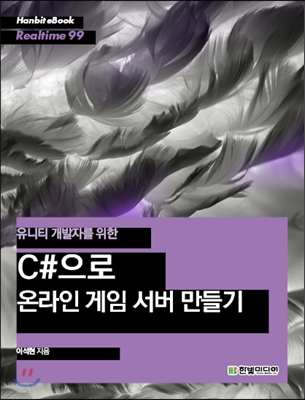 Hanbit eBook
Realtime 99
유니티 개발자를 위한
C#으로
온라인 게임 서버 만들기
이석현 지음
한빛미디어